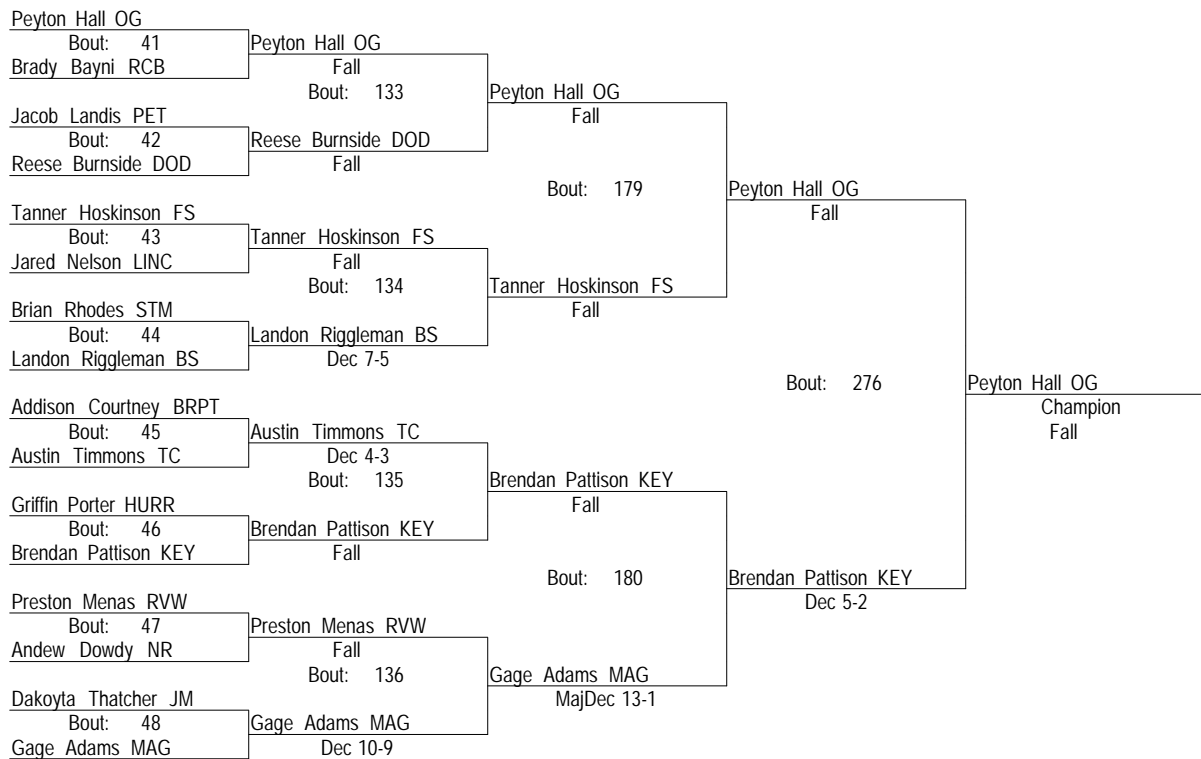 Peyton Hall OG
Bout: 41
Brady Bayni RCB
Peyton Hall OG
Fall
Bout: 133
Jacob Landis PET
Bout: 42
Reese Burnside DOD
Reese Burnside DOD
Fall
Peyton Hall OG
Fall
Bout: 179
Tanner Hoskinson FS
Bout: 43
Jared Nelson LINC
Tanner Hoskinson FS
Fall
Bout: 134
Brian Rhodes STM
Bout: 44
Landon Riggleman BS
Landon Riggleman BS
Dec 7-5
Tanner Hoskinson FS
Fall
Peyton Hall OG
Fall
Bout: 276
Addison Courtney BRPT
Bout: 45
Austin Timmons TC
Austin Timmons TC
Dec 4-3
Bout: 135
Griffin Porter HURR
Bout: 46
Brendan Pattison KEY
Brendan Pattison KEY
Fall
Brendan Pattison KEY
Fall
Bout: 180
Preston Menas RVW
Bout: 47
Andew Dowdy NR
Preston Menas RVW
Fall
Bout: 136
Dakoyta Thatcher JM
Bout: 48
Gage Adams MAG
Gage Adams MAG
Dec 10-9
Gage Adams MAG
MajDec 13-1
Brendan Pattison KEY
Dec 5-2
Peyton Hall OG
Champion
Fall